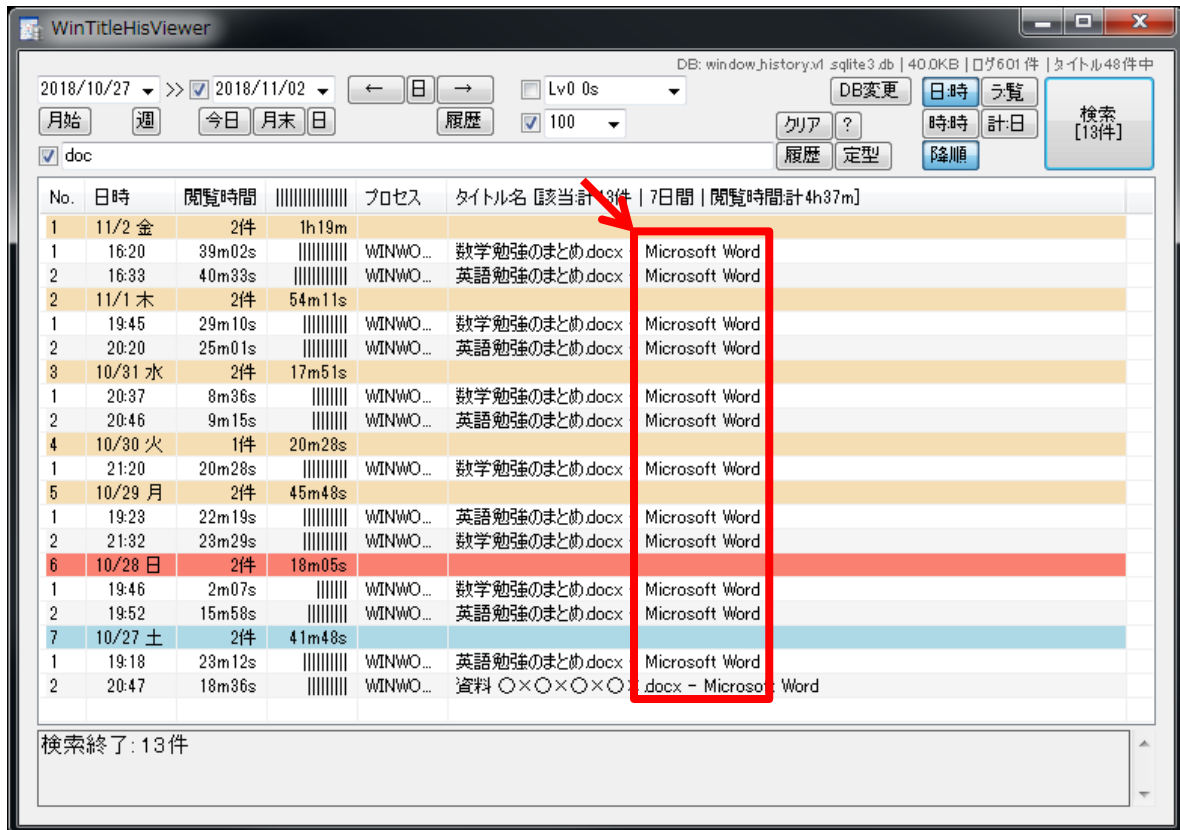 WinTitleHisViewer
DB: window_history.v1.sqlite3.db | 40.0KB | ログ601件 | タイトル48件中
2018/10/27 >> 2018/11/02 ← 日 → Lv0 0s DB変更 日:時 ラ:覧 検索
月始 週 今日 月末 日 履歴 100 クリア ? 時:時 計:日 [13件]
doc 履歴 定型 降順
No. 日時 閲覧時間 |||||||||||||||| プロセス タイトル名 [該当:計13件 | 7日間 | 閲覧時間:計4h37m]
1 11/2 金 2件 1h19m
1 16:20 39m02s |||||||||| WINWO... 数学勉強のまとめ.docx - Microsoft Word
2 16:33 40m33s ||||||||||| WINWO... 英語勉強のまとめ.docx - Microsoft Word
2 11/1 木 2件 54m11s
1 19:45 29m10s |||||||||| WINWO... 数学勉強のまとめ.docx - Microsoft Word
2 20:20 25m01s |||||||||| WINWO... 英語勉強のまとめ.docx - Microsoft Word
3 10/31 水 2件 17m51s
1 20:37 8m36s |||||||| WINWO... 数学勉強のまとめ.docx - Microsoft Word
2 20:46 9m15s |||||||| WINWO... 英語勉強のまとめ.docx - Microsoft Word
4 10/30 火 1件 20m28s
1 21:20 20m28s ||||||||| WINWO... 数学勉強のまとめ.docx - Microsoft Word
5 10/29 月 2件 45m48s
1 19:23 22m19s ||||||||| WINWO... 英語勉強のまとめ.docx - Microsoft Word
2 21:32 23m29s ||||||||| WINWO... 数学勉強のまとめ.docx - Microsoft Word
6 10/28 日 2件 18m05s
1 19:46 2m07s |||||| WINWO... 数学勉強のまとめ.docx - Microsoft Word
2 19:52 15m58s ||||||||| WINWO... 英語勉強のまとめ.docx - Microsoft Word
7 10/27 土 2件 41m48s
1 19:18 23m12s ||||||||| WINWO... 英語勉強のまとめ.docx - Microsoft Word
2 20:47 18m36s ||||||||| WINWO... 資料 ○×○×○×○×.docx - Microsoft Word
検索終了: 13件